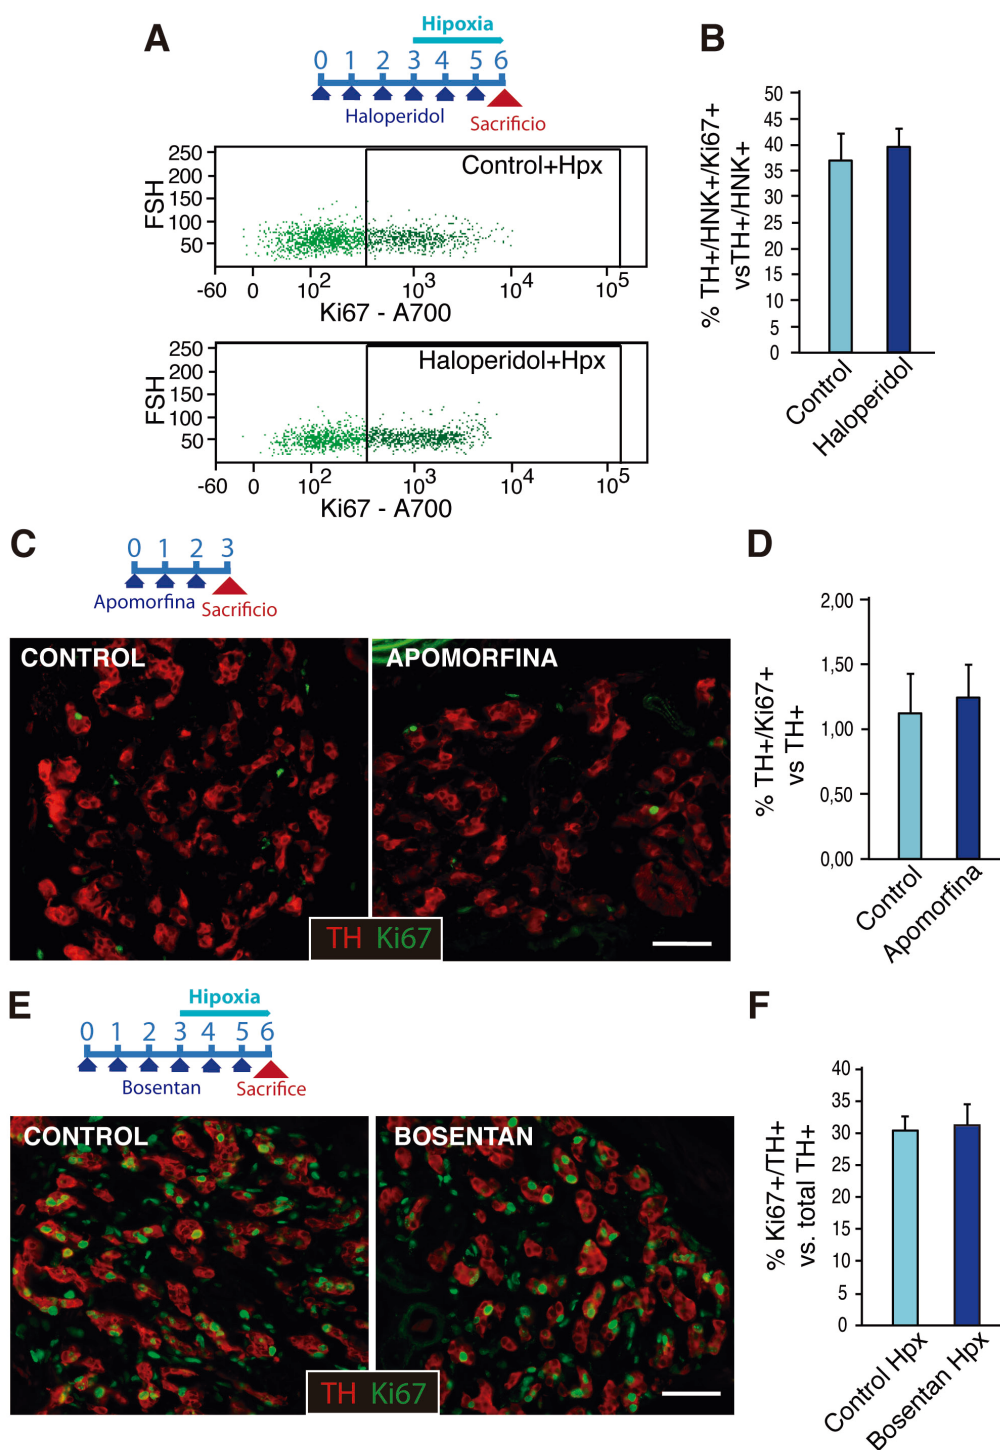 A
Hipoxia
0 1 2 3 4 5 6
Haloperidol
Sacrificio
Control+Hpx
FSH
250
200
150
100
50
-60 0 10² 10³ 10⁴ 10⁵
Ki67 - A700
Haloperidol+Hpx
FSH
250
200
150
100
50
-60 0 10² 10³ 10⁴ 10⁵
Ki67 - A700
B
% TH+/HNK+/Ki67+
vsTH+/HNK+
50
45
40
35
30
25
20
15
10
5
0
Control
Haloperidol
C
0 1 2 3
Apomorfina
Sacrificio
CONTROL
APOMORFINA
TH Ki67
D
% TH+/Ki67+
vs TH+
2,00
1,50
1,00
0,50
0,00
Control
Apomorfina
E
Hipoxia
0 1 2 3 4 5 6
Bosentan
Sacrifice
CONTROL
BOSENTAN
TH Ki67
F
% Ki67+/TH+
vs. total TH+
40
35
30
25
20
15
10
5
0
Control Hpx
Bosentan Hpx